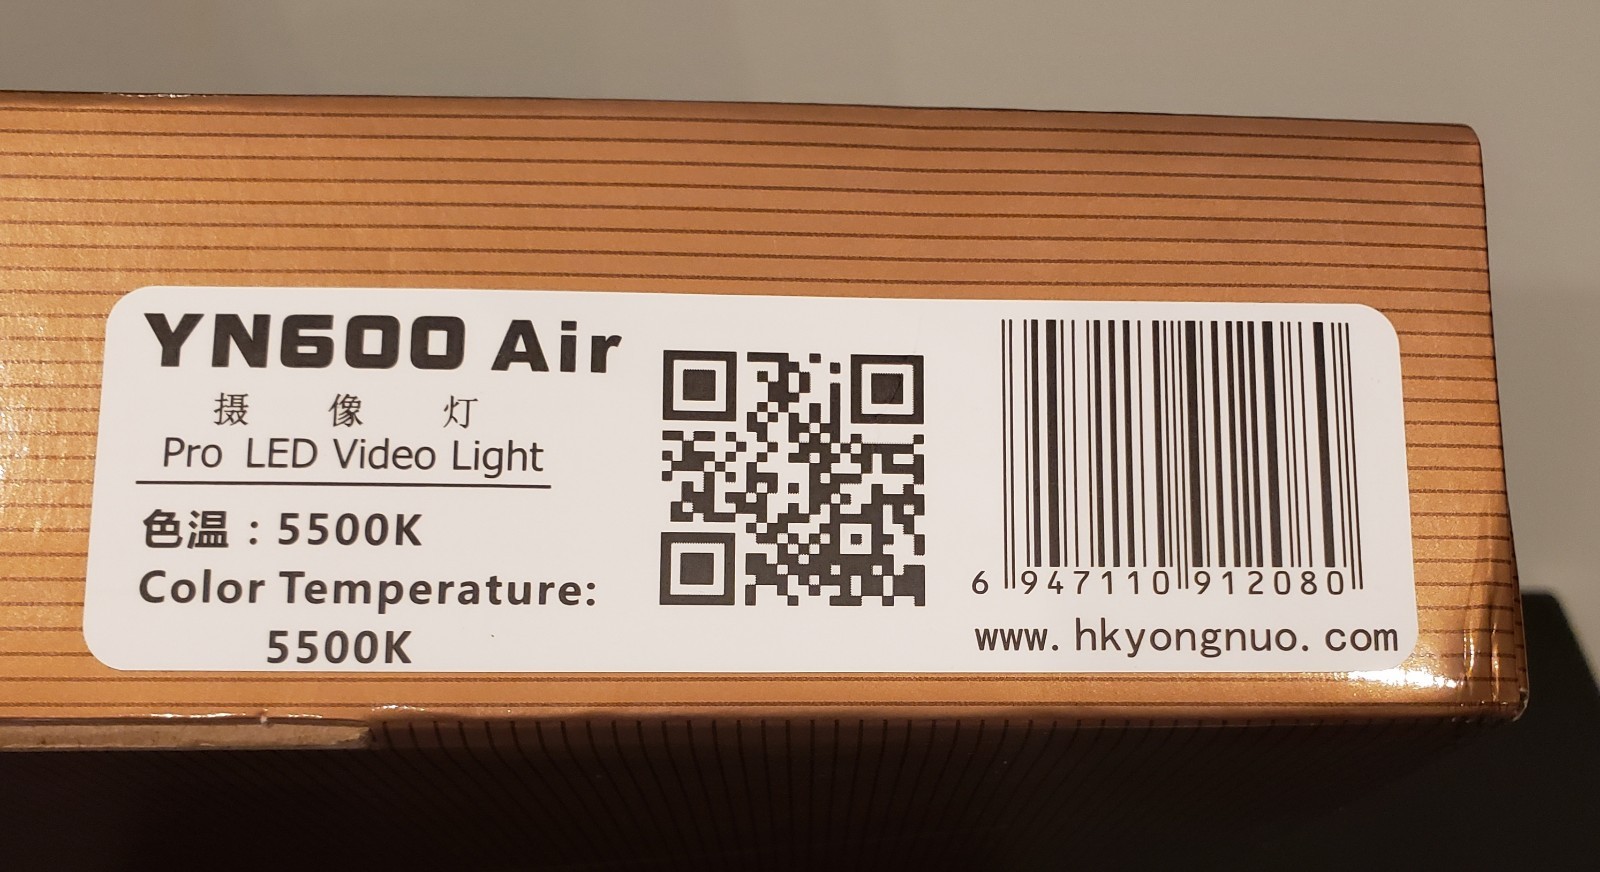 YN600 Air
摄 像 灯
Pro LED Video Light
色温：5500K
Color Temperature:
5500K
6 947110 912080
www.hkyongnuo.com